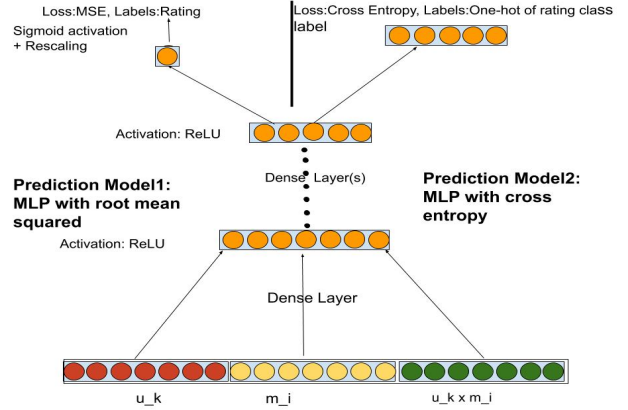 Loss:MSE, Labels:Rating
Sigmoid activation
+ Rescaling
Loss:Cross Entropy, Labels:One-hot of rating class
label
Activation: ReLU
Dense Layer(s)
Prediction Model1:
MLP with root mean
squared
Prediction Model2:
MLP with cross
entropy
Activation: ReLU
Dense Layer
u_k
m_i
u_k x m_i